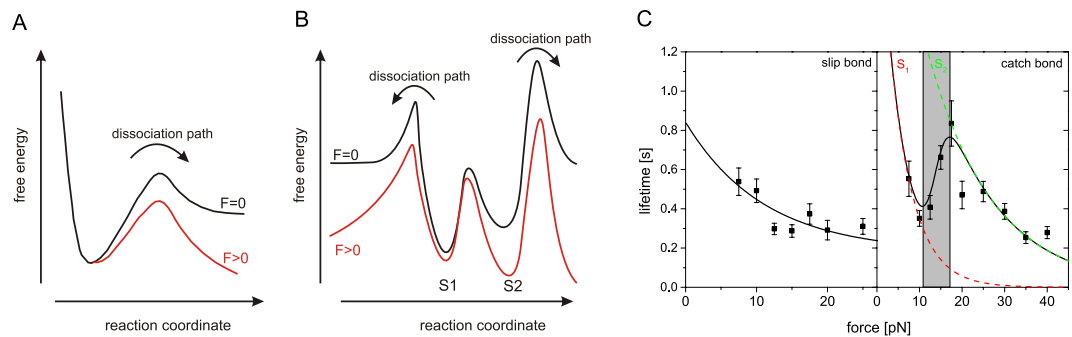 A
free energy
dissociation path
F=0
F>0
reaction coordinate
B
free energy
dissociation path
dissociation path
F=0
F>0
S1
S2
reaction coordinate
C
lifetime [s]
1.2
1.0
0.8
0.6
0.4
0.2
0.0
slip bond
S1
S2
catch bond
0 10 20 0 10 20 30 40
force [pN]